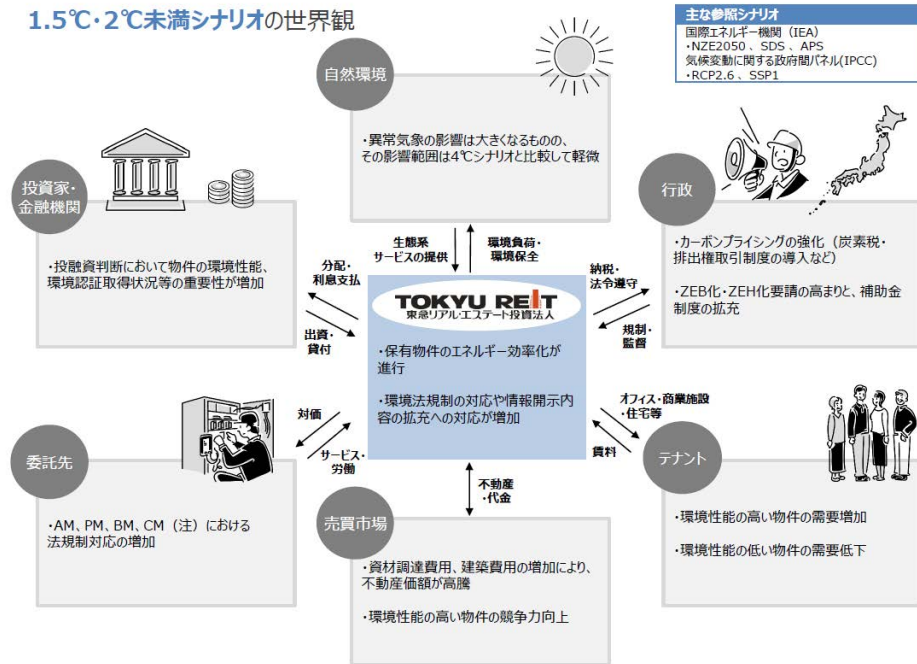 1.5℃・2℃未満シナリオの世界観
主な参照シナリオ
国際エネルギー機関（IEA）
・NZE2050 、SDS 、APS
気候変動に関する政府間パネル(IPCC)
・RCP2.6 、SSP1
自然環境
・異常気象の影響は大きくなるものの、
その影響範囲は4℃シナリオと比較して軽微
投資家・
金融機関
・投融資判断において物件の環境性能、
環境認証取得状況等の重要性が増加
行政
・カーボンプライシングの強化（炭素税・
排出権取引制度の導入など）
・ZEB化・ZEH化要請の高まりと、補助金
制度の拡充
生態系
サービスの提供
環境負荷・
環境保全
分配・
利息支払
出資・
貸付
納税・
法令遵守
規制・
監督
TOKYU REIT
東急リアル・エステート投資法人
・保有物件のエネルギー効率化が
進行
・環境法規制の対応や情報開示内
容の拡充への対応が増加
対価
サービス・
労働
オフィス・商業施設
・住宅等
賃料
不動産
・代金
委託先
・AM、PM、BM、CM（注）における
法規制対応の増加
売買市場
・資材調達費用、建築費用の増加により、
不動産価額が高騰
・環境性能の高い物件の競争力向上
テナント
・環境性能の高い物件の需要増加
・環境性能の低い物件の需要低下